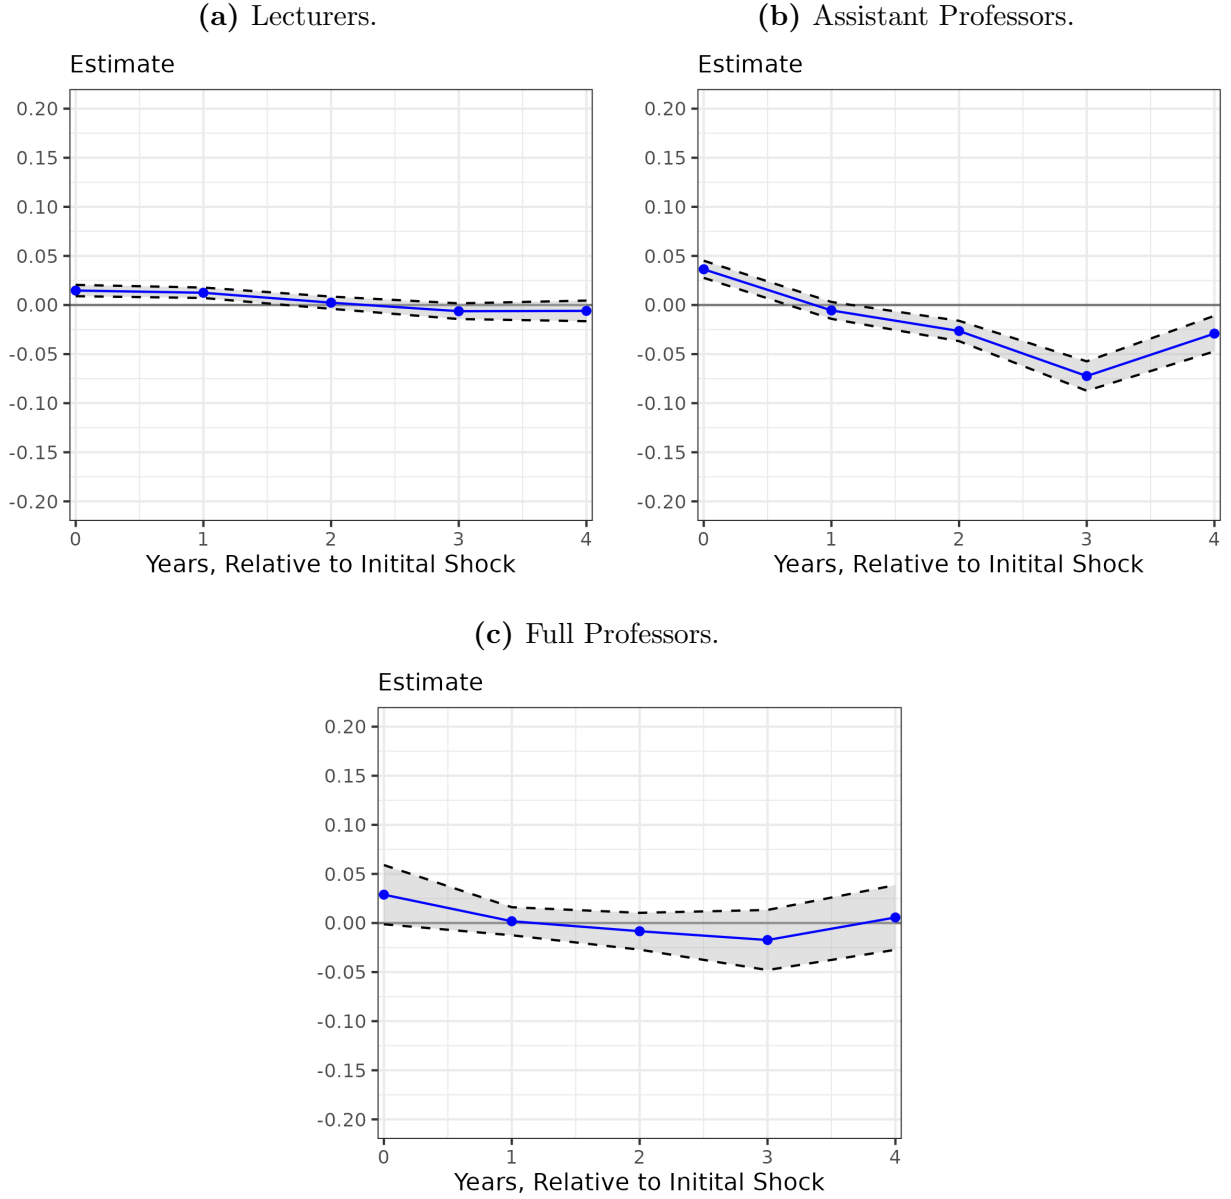 (a) Lecturers.
Estimate
0.20
0.15
0.10
0.05
0.00
-0.05
-0.10
-0.15
-0.20
0 1 2 3 4
Years, Relative to Initital Shock
(b) Assistant Professors.
Estimate
0.20
0.15
0.10
0.05
0.00
-0.05
-0.10
-0.15
-0.20
0 1 2 3 4
Years, Relative to Initital Shock
(c) Full Professors.
Estimate
0.20
0.15
0.10
0.05
0.00
-0.05
-0.10
-0.15
-0.20
0 1 2 3 4
Years, Relative to Initital Shock